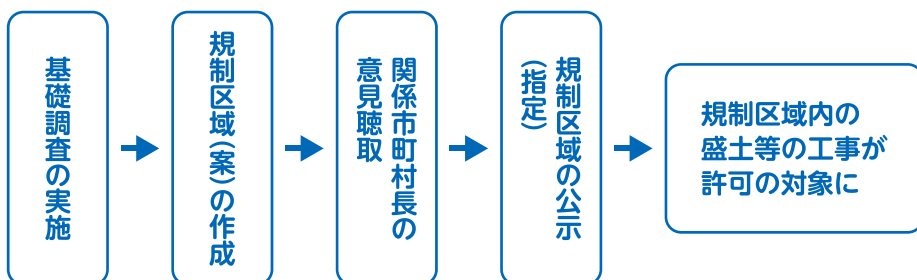 基礎調査の実施
規制区域(案)の作成
関係市町村長の
意見聴取
規制区域の公示
(指定)
規制区域内の
盛土等の工事が
許可の対象に